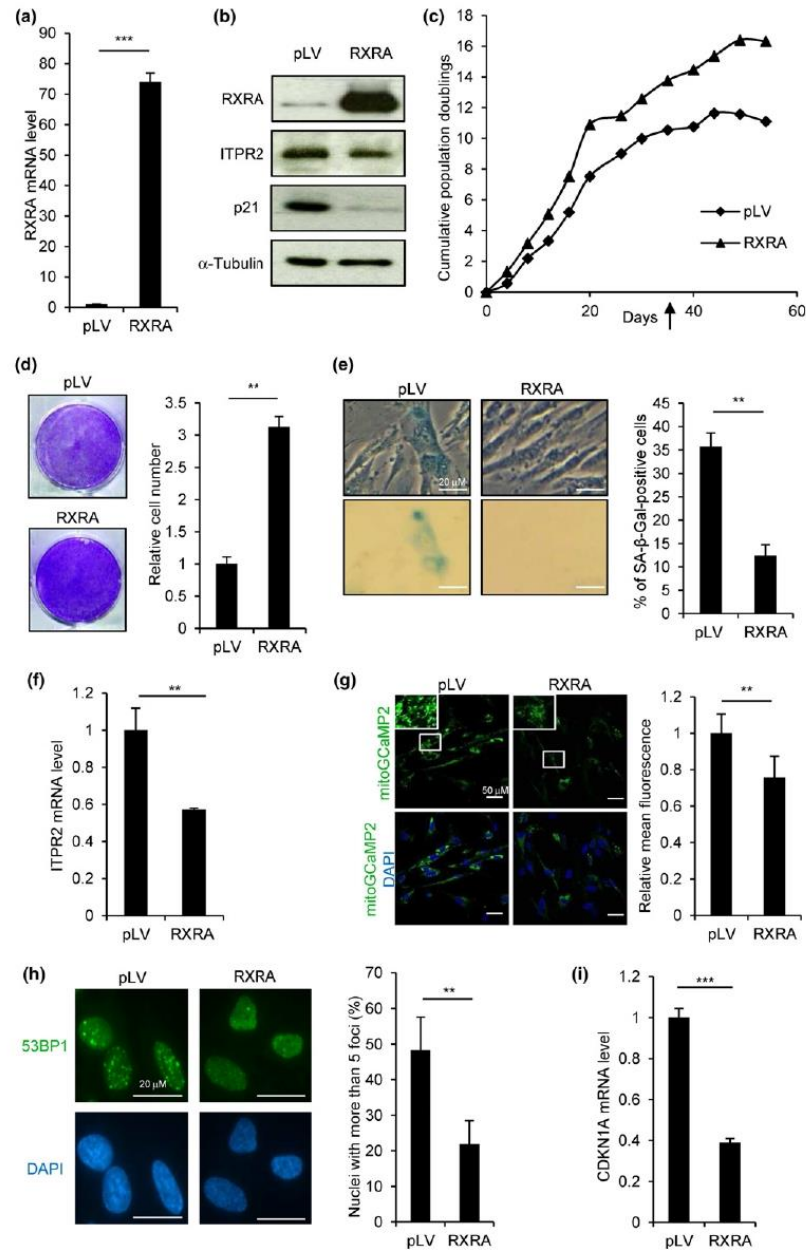 (a)
***
RXRA mRNA level
90
80
70
60
50
40
30
20
10
0
pLV RXRA
(b)
pLV RXRA
RXRA
ITPR2
p21
α-Tubulin
(c)
Cumulative population doublings
18
16
14
12
10
8
6
4
2
0
0 20 40 60
Days
pLV
RXRA
(d)
pLV
RXRA
**
Relative cell number
3.5
3
2.5
2
1.5
1
0.5
0
pLV RXRA
(e)
pLV RXRA
20 µM
**
% of SA-β-Gal-positive cells
45
40
35
30
25
20
15
10
5
0
pLV RXRA
(f)
**
ITPR2 mRNA level
1.2
1
0.8
0.6
0.4
0.2
0
pLV RXRA
(g)
pLV RXRA
mitoGCaMP2
50 µM
mitoGCaMP2
DAPI
**
Relative mean fluorescence
1.2
1
0.8
0.6
0.4
0.2
0
pLV RXRA
(h)
pLV RXRA
53BP1
20 µM
DAPI
**
Nuclei with more than 5 foci (%)
70
60
50
40
30
20
10
0
pLV RXRA
(i)
***
CDKN1A mRNA level
1.2
1
0.8
0.6
0.4
0.2
0
pLV RXRA